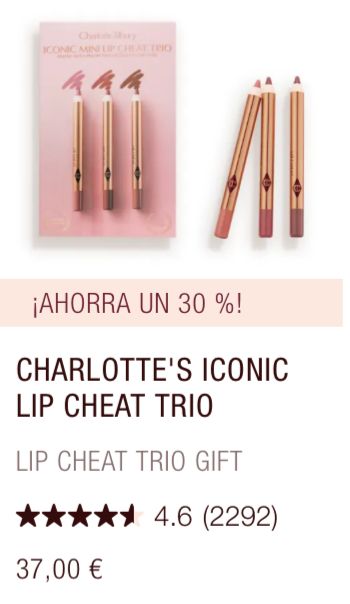 Charlotte Tilbury
ICONIC MINI LIP CHEAT TRIO
¡AHORRA UN 30 %!
CHARLOTTE'S ICONIC
LIP CHEAT TRIO
LIP CHEAT TRIO GIFT
4.6 (2292)
37,00 €